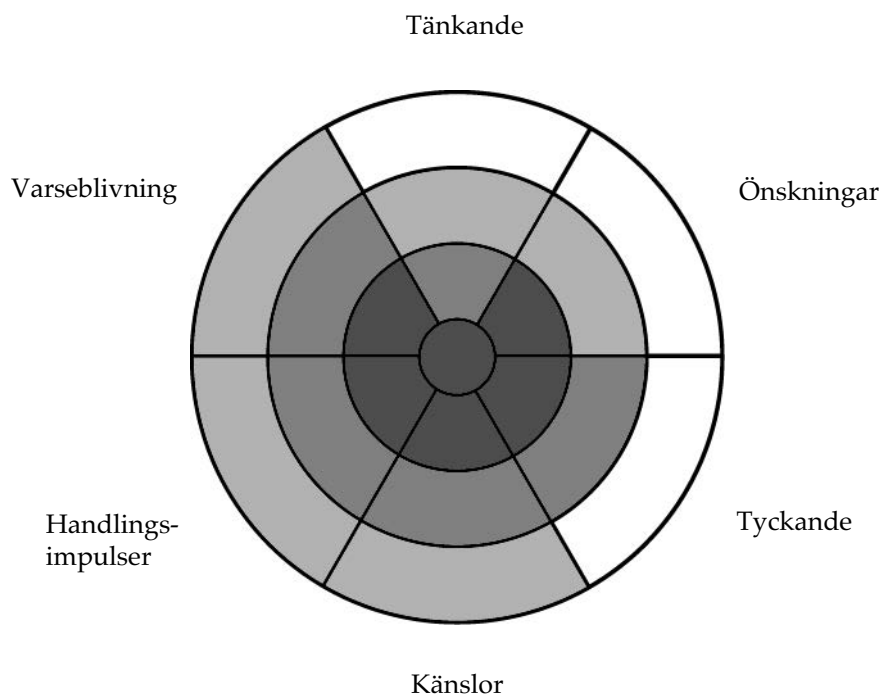 Tänkande
Varseblivning
Önskningar
Handlings-
impulser
Tyckande
Känslor